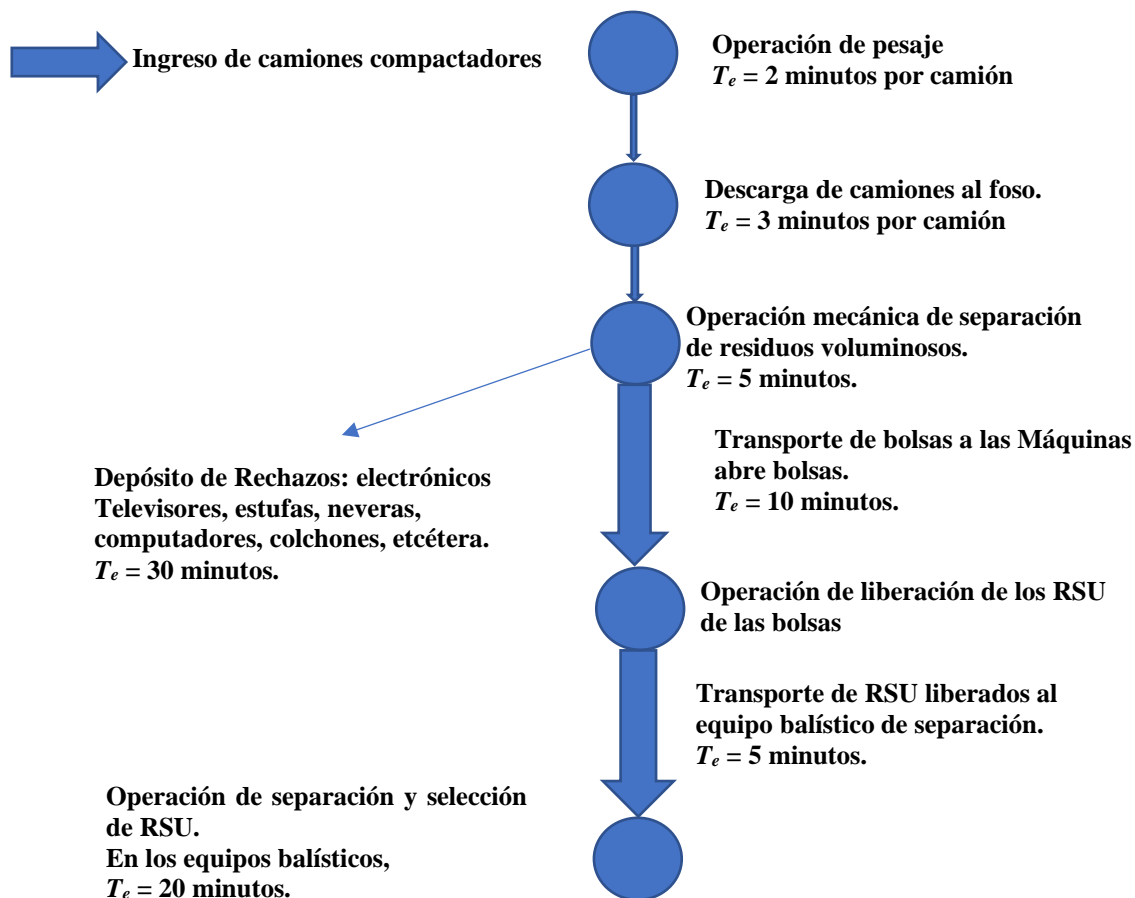 Ingreso de camiones compactadores
Operación de pesaje
Te = 2 minutos por camión
Descarga de camiones al foso.
Te = 3 minutos por camión
Operación mecánica de separación
de residuos voluminosos.
Te = 5 minutos.
Transporte de bolsas a las Máquinas
abre bolsas.
Te = 10 minutos.
Depósito de Rechazos: electrónicos
Televisores, estufas, neveras,
computadores, colchones, etcétera.
Te = 30 minutos.
Operación de liberación de los RSU
de las bolsas
Transporte de RSU liberados al
equipo balístico de separación.
Te = 5 minutos.
Operación de separación y selección
de RSU.
En los equipos balísticos,
Te = 20 minutos.